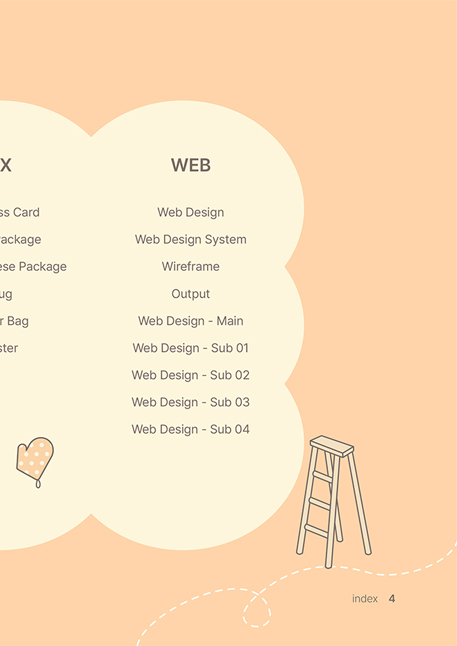 X
ss Card
ackage
ese Package
ug
r Bag
ster
WEB
Web Design
Web Design System
Wireframe
Output
Web Design - Main
Web Design - Sub 01
Web Design - Sub 02
Web Design - Sub 03
Web Design - Sub 04
index 4